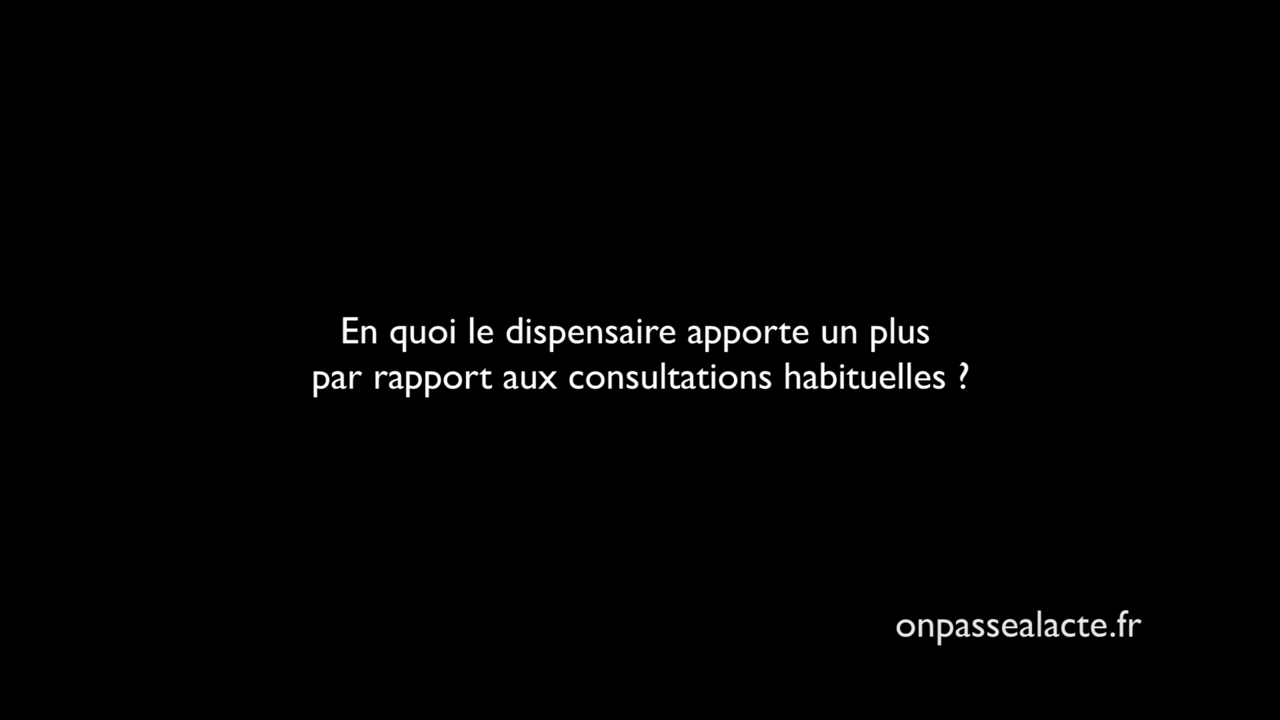 En quoi le dispensaire apporte un plus
par rapport aux consultations habituelles ?
onpassealacte.fr